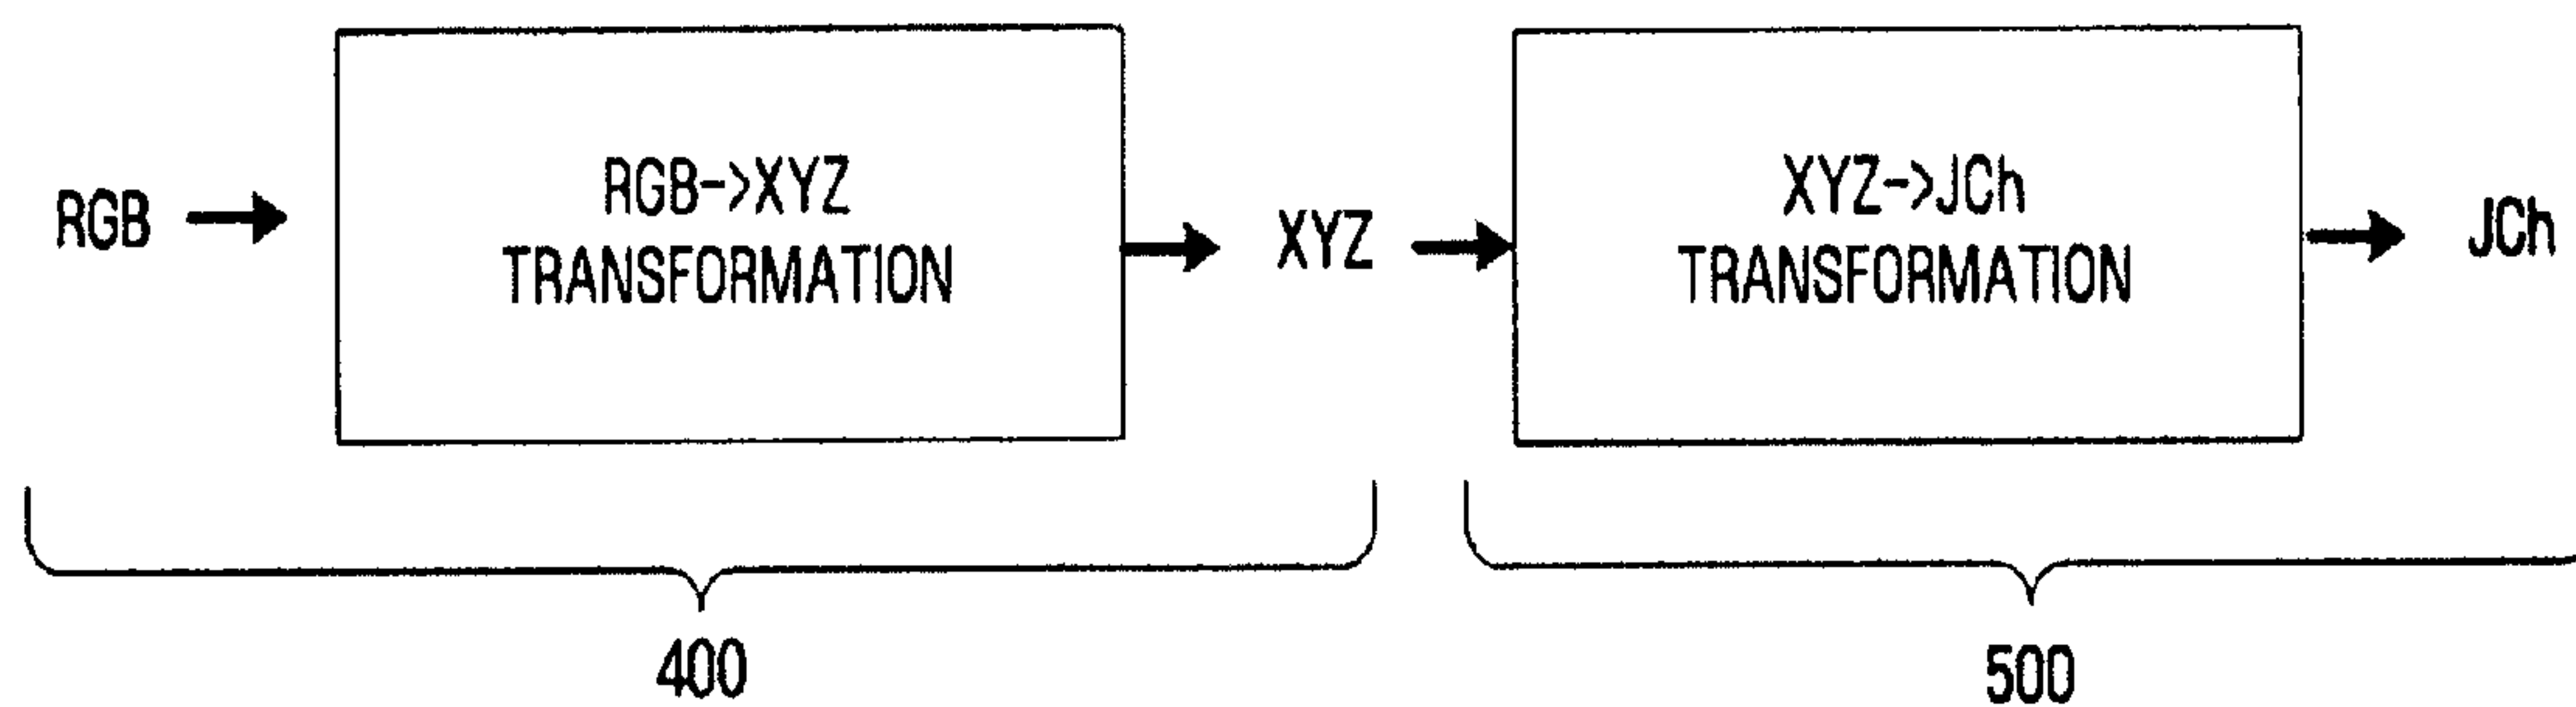 RGB
RGB->XYZ
TRANSFORMATION
XYZ
XYZ->JCh
TRANSFORMATION
JCh
400
500